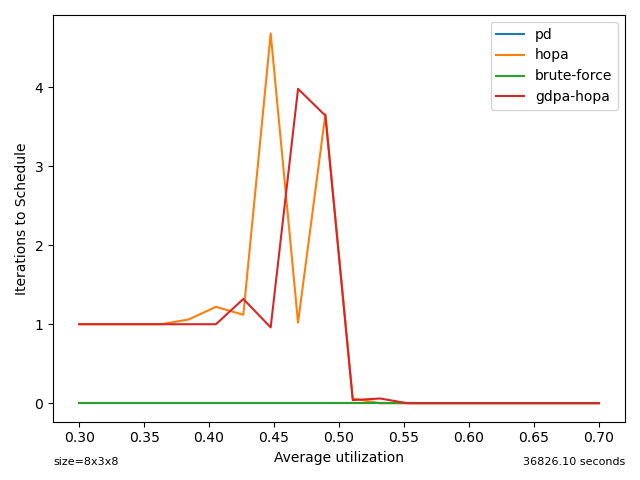 pd
hopa
brute-force
gdpa-hopa
Iterations to Schedule
4
3
2
1
0
0.30 0.35 0.40 0.45 0.50 0.55 0.60 0.65 0.70
Average utilization
size=8x3x8 36826.10 seconds